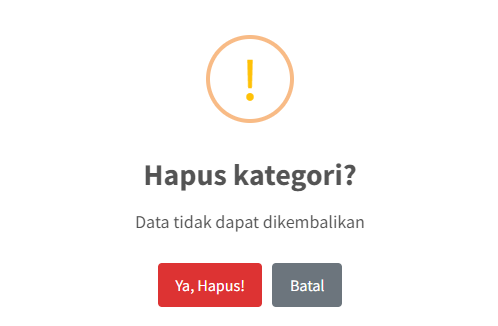 !
Hapus kategori?
Data tidak dapat dikembalikan
Ya, Hapus! Batal